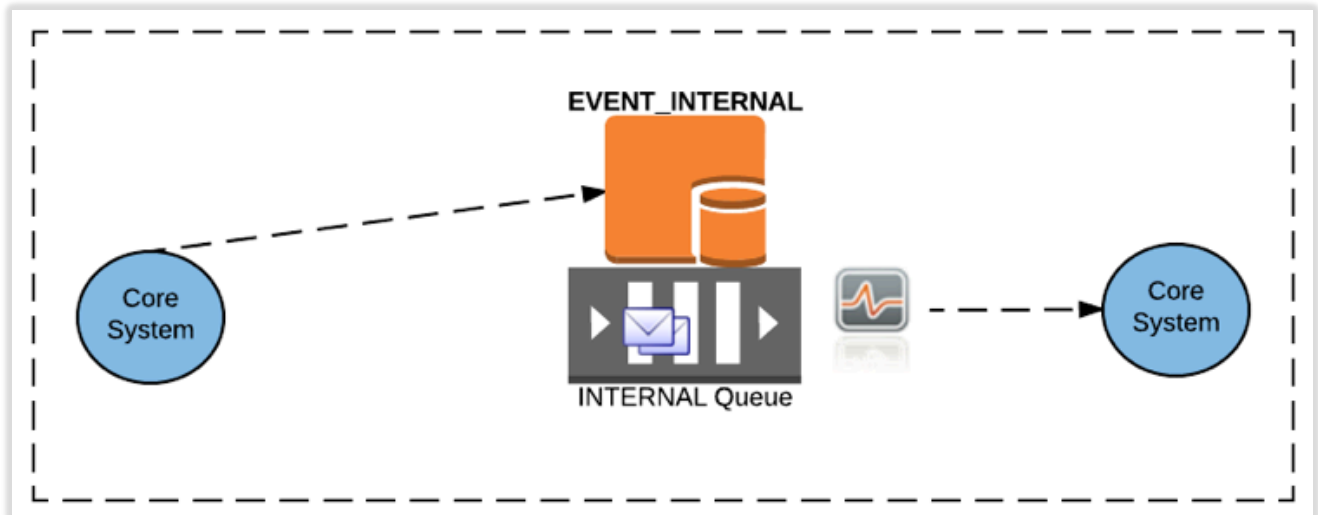 EVENT_INTERNAL
Core
System
INTERNAL Queue
Core
System